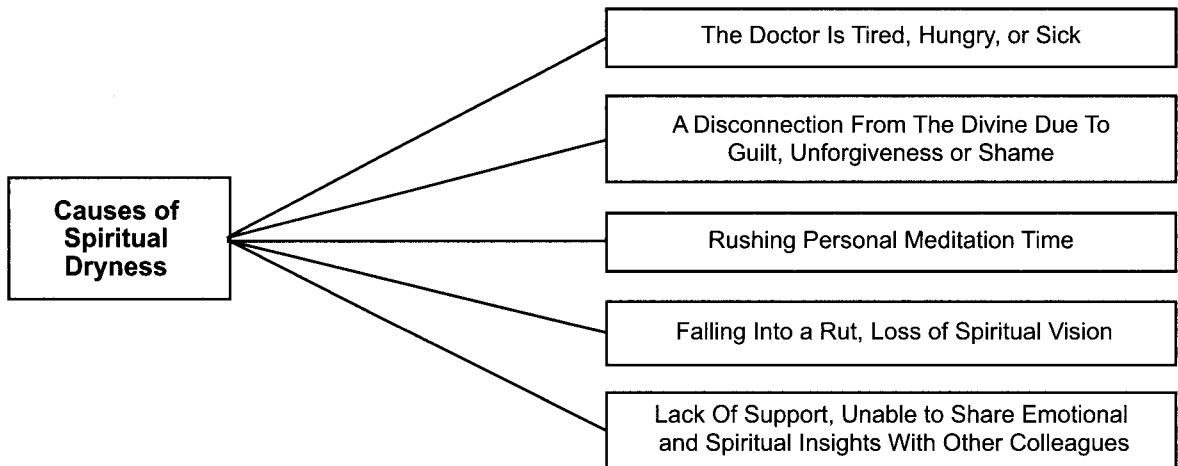 The Doctor Is Tired, Hungry, or Sick
A Disconnection From The Divine Due To
Guilt, Unforgiveness or Shame
Causes of
Spiritual
Dryness
Rushing Personal Meditation Time
Falling Into a Rut, Loss of Spiritual Vision
Lack Of Support, Unable to Share Emotional
and Spiritual Insights With Other Colleagues